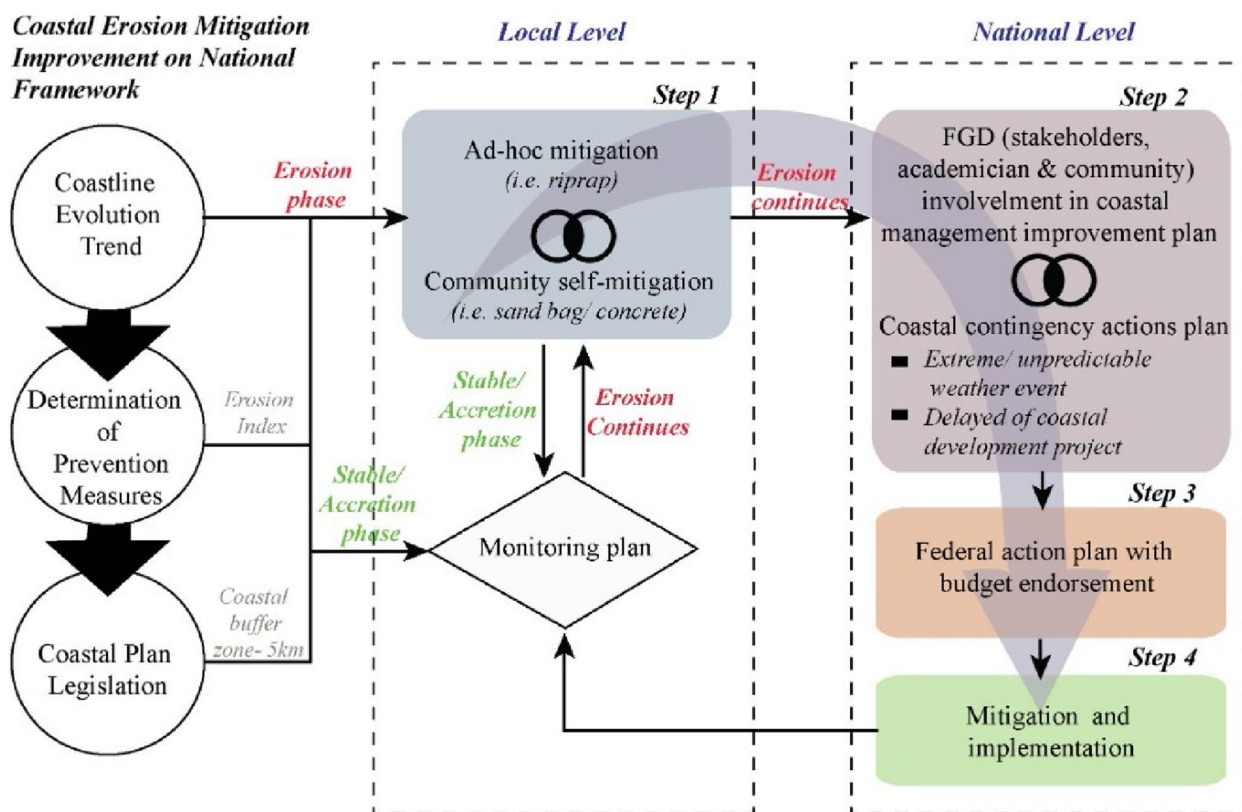 Coastal Erosion Mitigation
Improvement on National
Framework
Coastline
Evolution
Trend
Determination
of
Prevention
Measures
Coastal Plan
Legislation
Erosion
phase
Erosion
Index
Stable/
Accretion
phase
Coastal
buffer
zone- 5km
Local Level
Step 1
Ad-hoc mitigation
(i.e. riprap)
Community self-mitigation
(i.e. sand bag/ concrete)
Stable/
Accretion
phase
Erosion
Continues
Monitoring plan
Erosion
continues
National Level
Step 2
FGD (stakeholders,
academician & community)
involvelment in coastal
management improvement plan
Coastal contingency actions plan
Extreme/ unpredictable
weather event
Delayed of coastal
development project
Step 3
Federal action plan with
budget endorsement
Step 4
Mitigation and
implementation